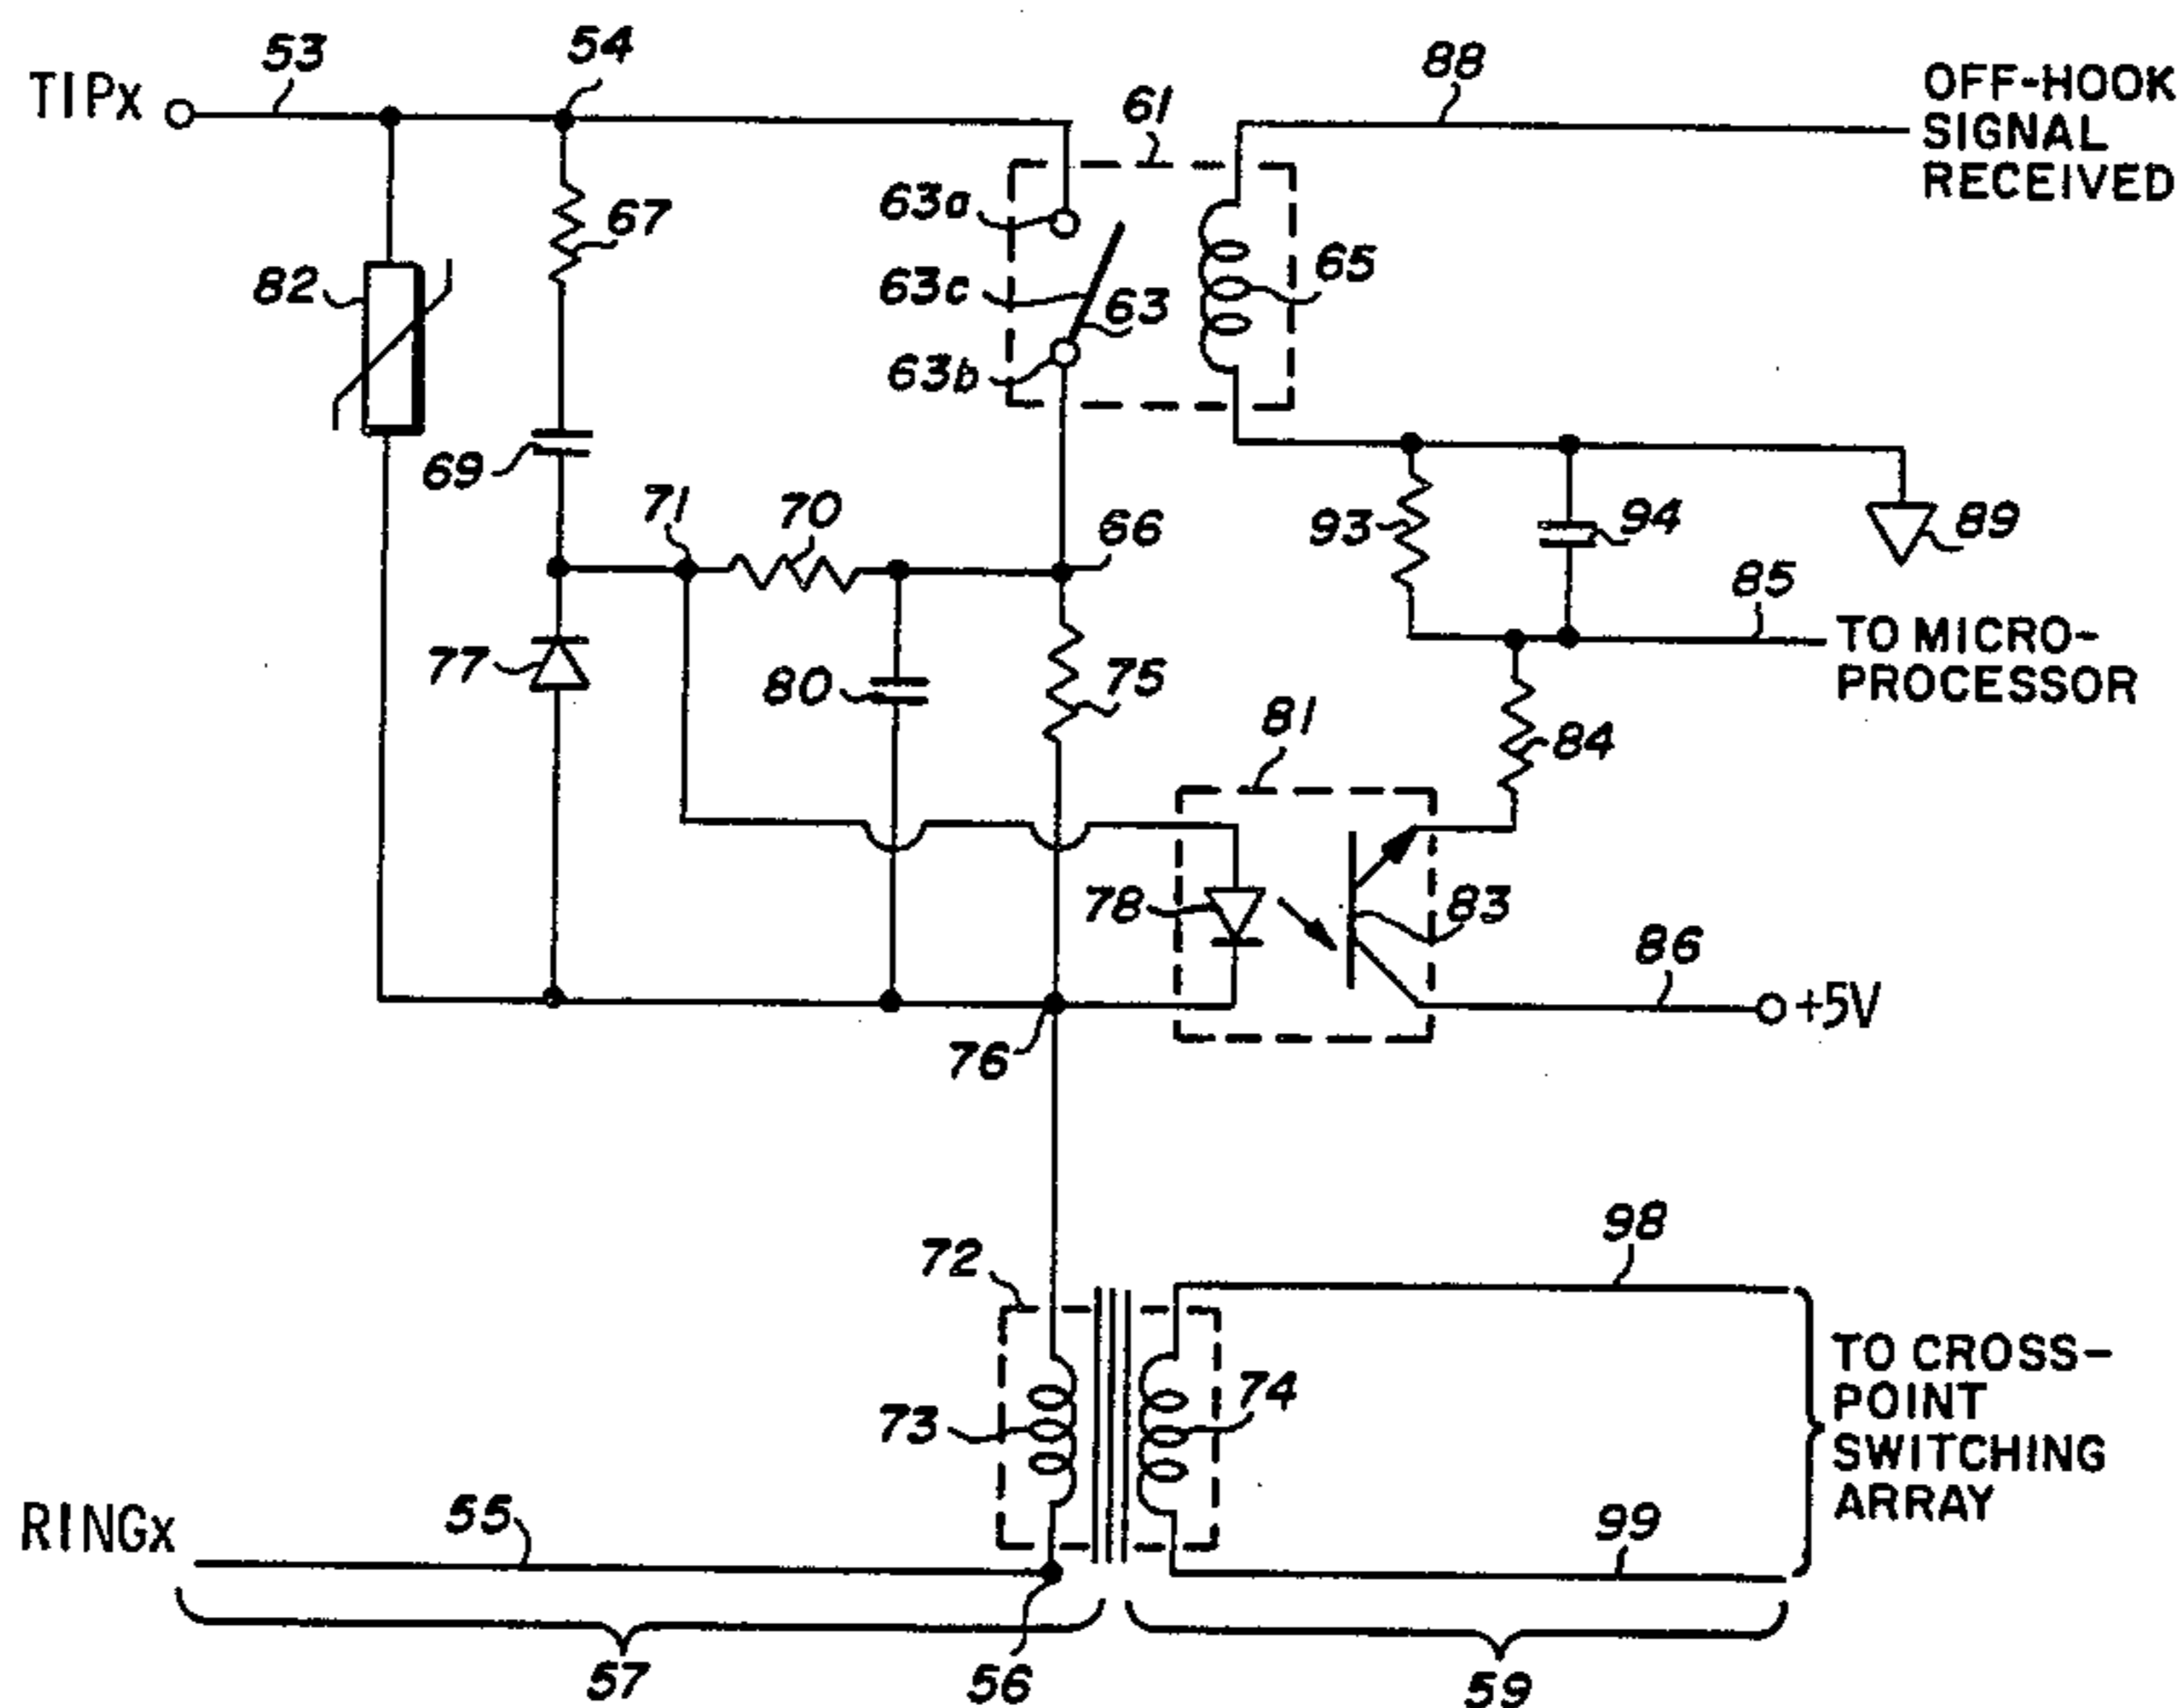 53
54
TIPx
88
OFF-HOOK
SIGNAL
RECEIVED
61
63a
67
65
82
63c
63
63b
69
71
70
66
93
94
89
85
TO MICRO-
PROCESSOR
77
80
75
81
84
78
83
86
+5V
76
98
72
TO CROSS-
POINT
SWITCHING
ARRAY
73
74
RINGx
55
99
57
56
59